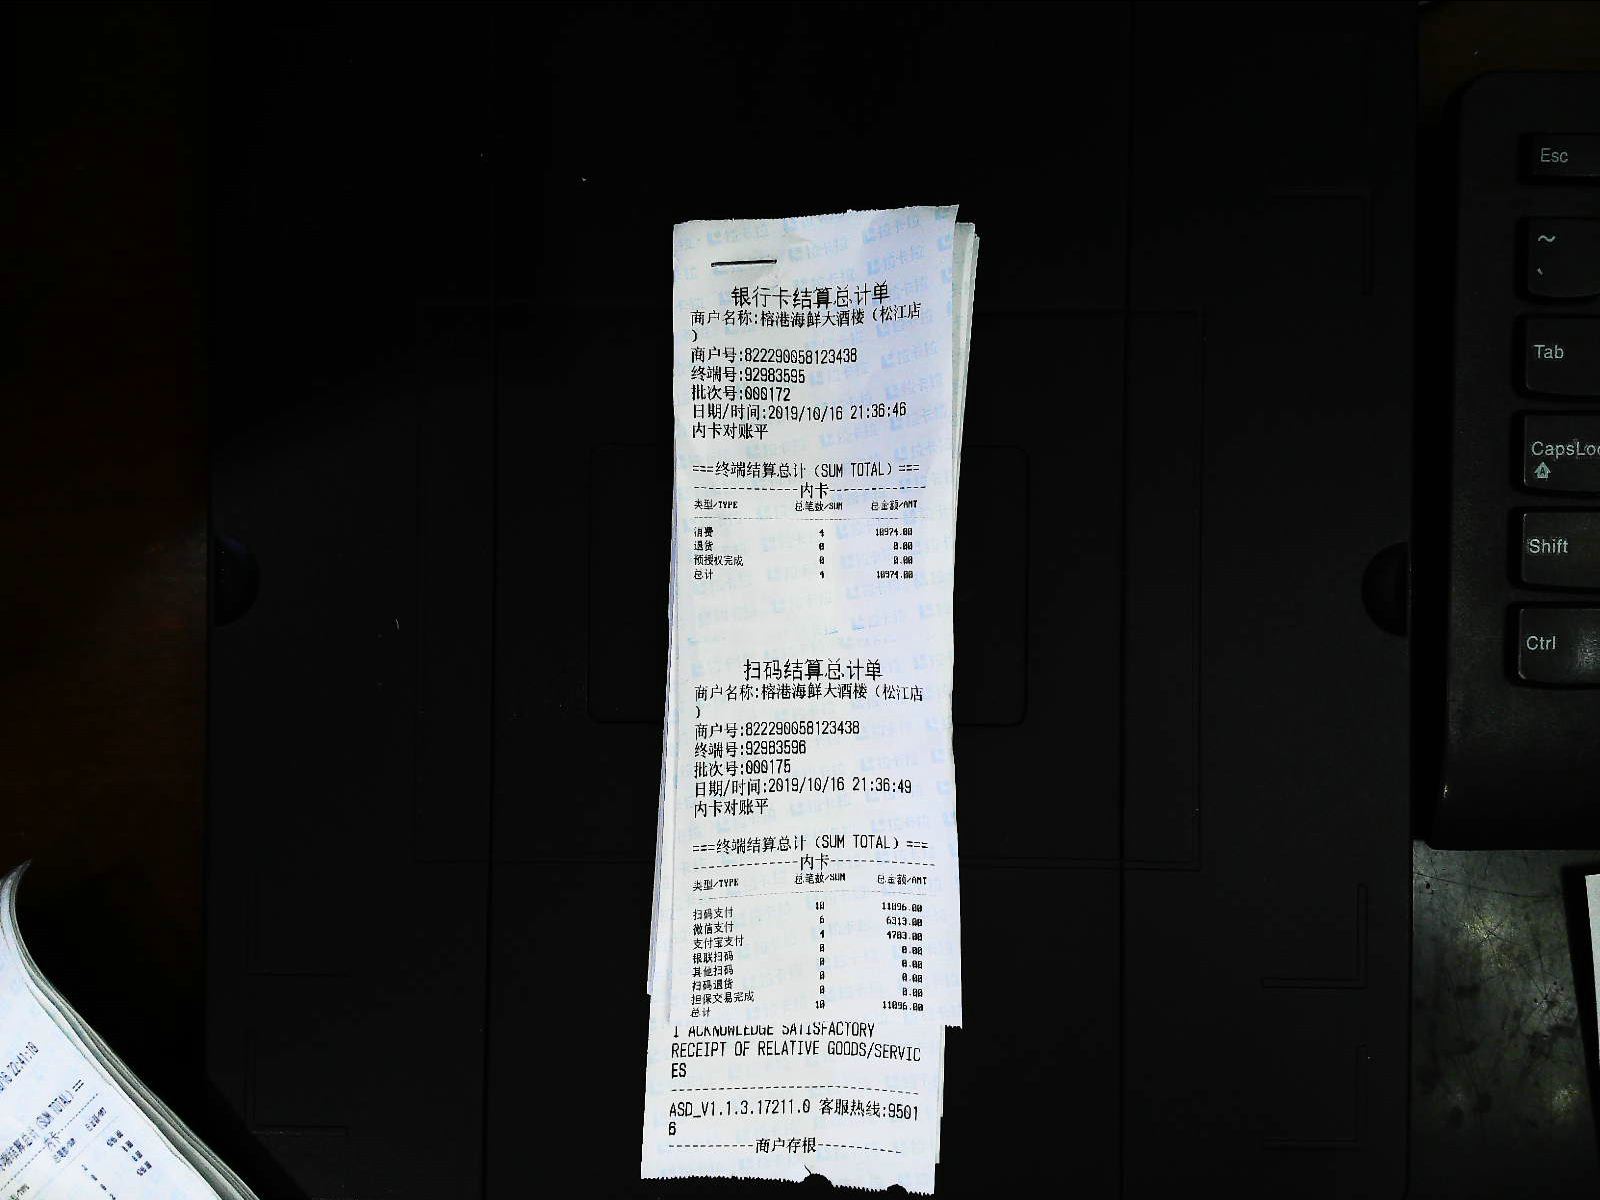 银行卡结算总计单
商户名称:榕港海鲜大酒楼（松江店
）
商户号:822290058123438
终端号:92983595
批次号:000172
日期/时间:2019/10/16 21:36:46
内卡对账平
===终端结算总计（SUM TOTAL）===
内卡
类型/TYPE 总笔数/SUM 总金额/AMT
消费 4 10974.00
退货 0 0.00
预授权完成 0 0.00
总计 4 10974.00
扫码结算总计单
商户名称:榕港海鲜大酒楼（松江店
）
商户号:822290058123438
终端号:92983596
批次号:000175
日期/时间:2019/10/16 21:36:49
内卡对账平
===终端结算总计（SUM TOTAL）===
内卡
类型/TYPE 总笔数/SUM 总金额/AMT
扫码支付 10 11096.00
微信支付 6 6313.00
支付宝支付 4 4783.00
银联扫码 0 0.00
其他扫码 0 0.00
扫码退货 0 0.00
担保交易完成 0 0.00
总计 10 11096.00
I ACKNOWLEDGE SATISFACTORY
RECEIPT OF RELATIVE GOODS/SERVIC
ES
ASD_V1.1.3.17211.0 客服热线:9501
6
商户存根
Esc
~
Tab
CapsLoc
Shift
Ctrl
拉卡拉
22:41:18
(SUM TOTAL) ==
内卡